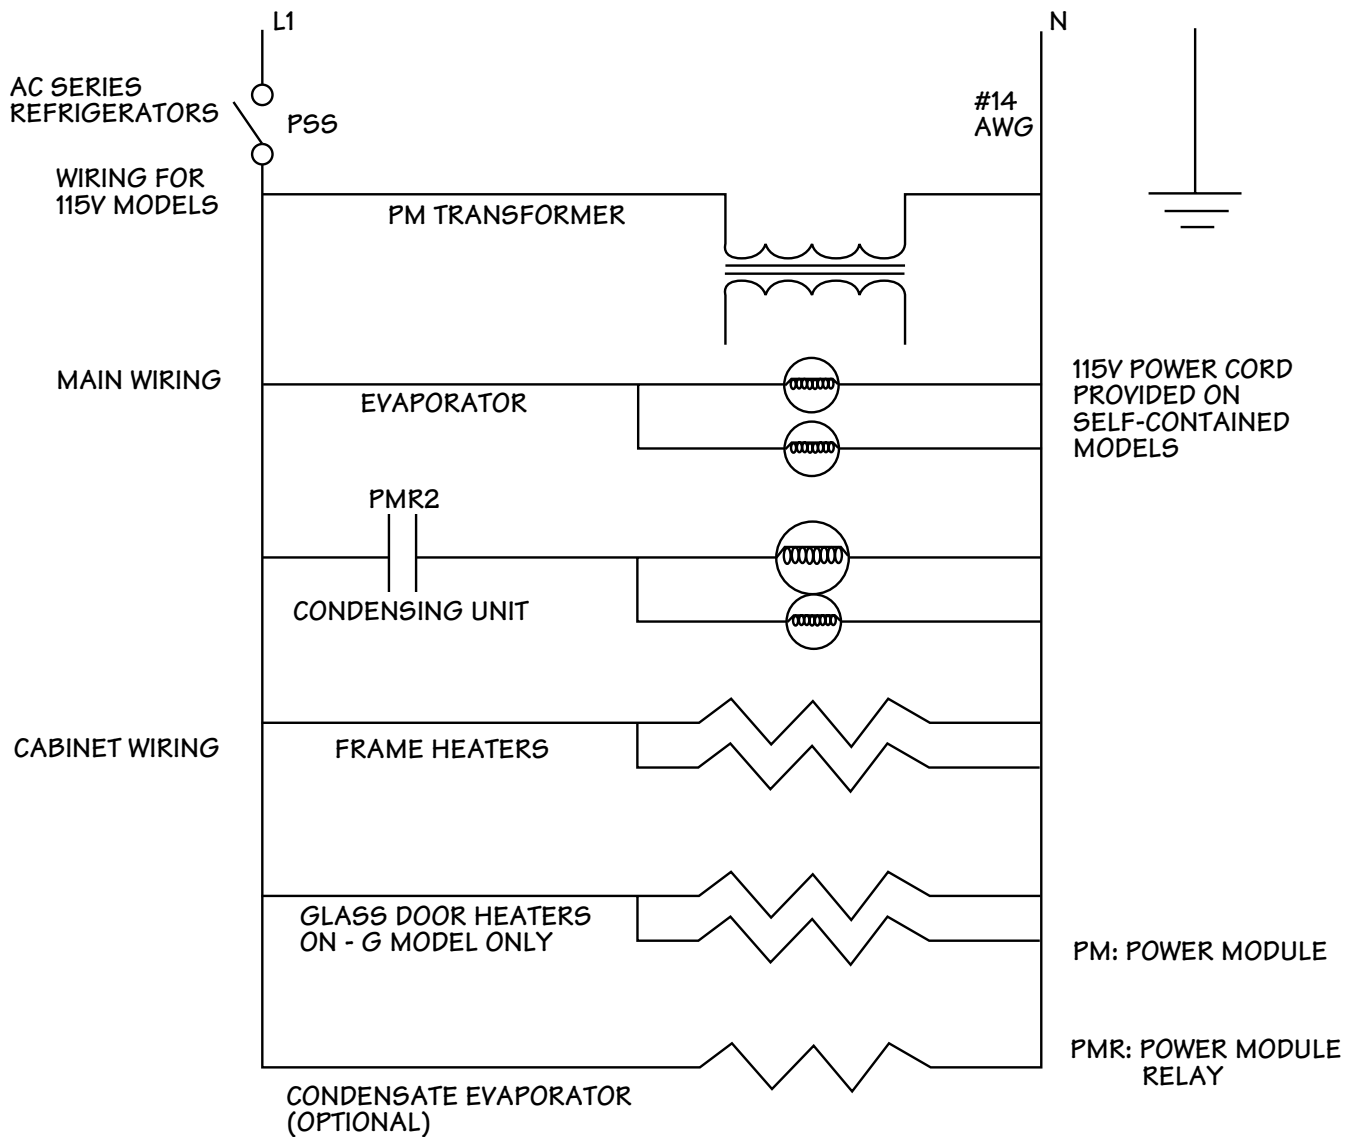 L1
N
AC SERIES
REFRIGERATORS
PSS
#14
AWG
WIRING FOR
115V MODELS
PM TRANSFORMER
MAIN WIRING
EVAPORATOR
115V POWER CORD
PROVIDED ON
SELF-CONTAINED
MODELS
PMR2
CONDENSING UNIT
CABINET WIRING
FRAME HEATERS
GLASS DOOR HEATERS
ON - G MODEL ONLY
PM: POWER MODULE
PMR: POWER MODULE
RELAY
CONDENSATE EVAPORATOR
(OPTIONAL)